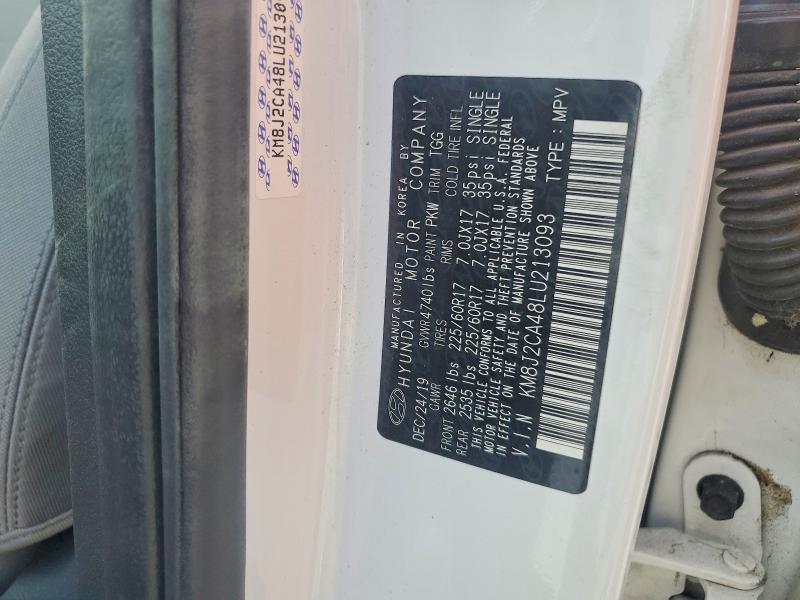 KM8J2CA48LU21309
MANUFACTURED IN KOREA BY
HYUNDAI MOTOR COMPANY
DEC/24/19 GVWR 4740 lbs PAINT PKW TRIM TGG
GAWR TIRES RIMS COLD TIRE INFL
FRONT 2646 lbs 225/60R17 7.0JX17 35psi SINGLE
REAR 2535 lbs 225/60R17 7.0JX17 35psi SINGLE
THIS VEHICLE CONFORMS TO ALL APPLICABLE U.S.A. FEDERAL
MOTOR VEHICLE SAFETY AND THEFT PREVENTION STANDARDS
IN EFFECT ON THE DATE OF MANUFACTURE SHOWN ABOVE
V.I.N KM8J2CA48LU213093 TYPE : MPV